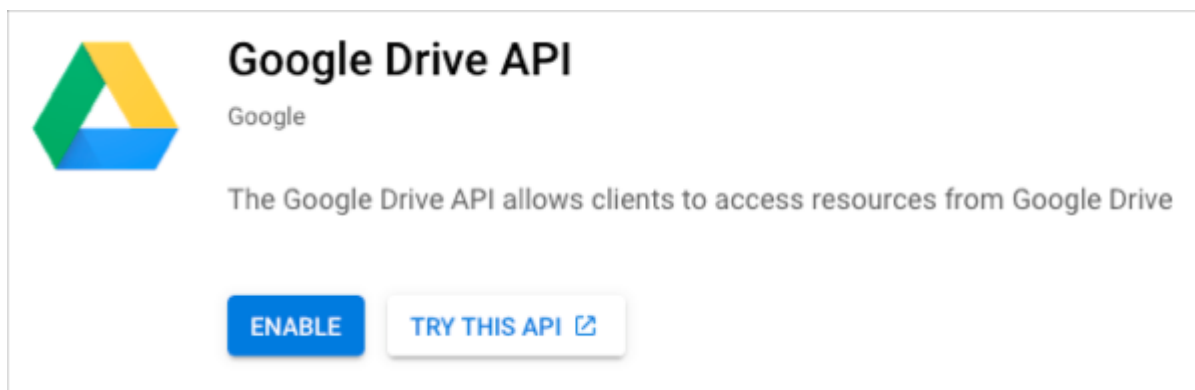 Google Drive API
Google
The Google Drive API allows clients to access resources from Google Drive
ENABLE
TRY THIS API